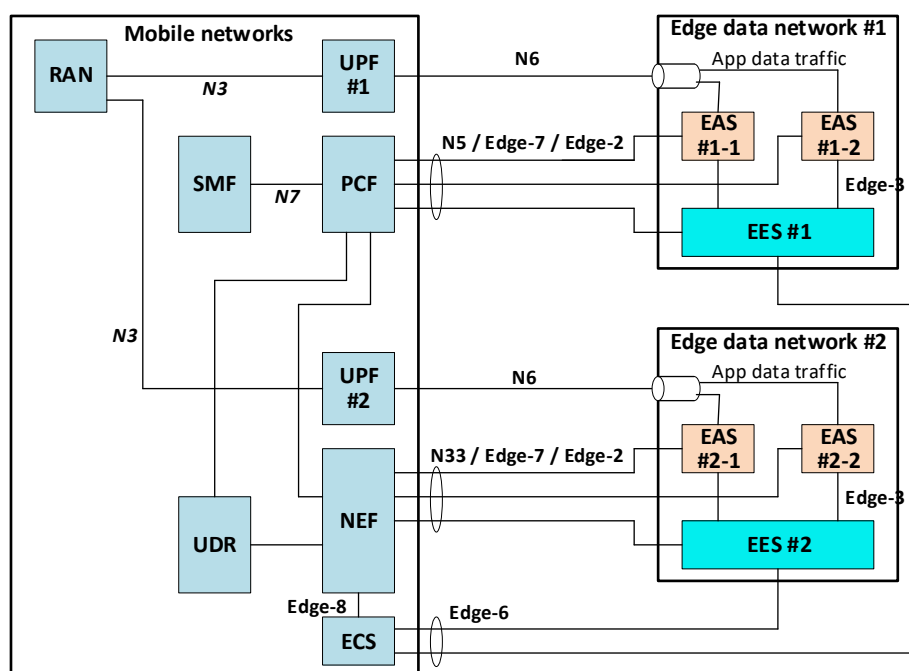 Mobile networks
Edge data network #1
RAN
N3
UPF
#1
N6
App data traffic
EAS
#1-1
EAS
#1-2
N5 / Edge-7 / Edge-2
SMF
N7
PCF
Edge-3
EES #1
N3
Edge data network #2
UPF
#2
N6
App data traffic
EAS
#2-1
EAS
#2-2
N33 / Edge-7 / Edge-2
Edge-3
UDR
NEF
EES #2
Edge-8
Edge-6
ECS